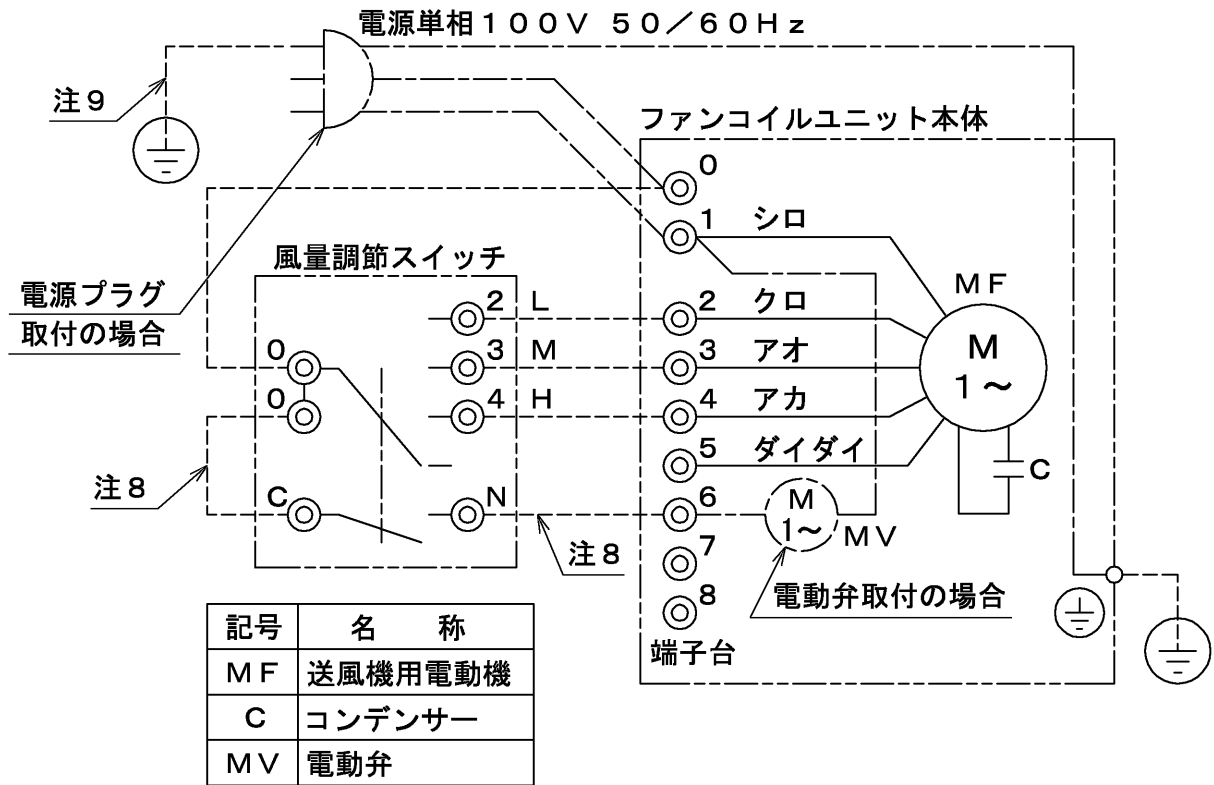 電源単相１００Ｖ ５０／６０Ｈｚ
注９
ファンコイルユニット本体
0
1 シロ
風量調節スイッチ
ＭＦ
電源プラグ
取付の場合
2 L
2 クロ
M
1～
0
3 M
3 アオ
0
4 H
4 アカ
5 ダイダイ
C
注８
C
N
6
M
1～
ＭＶ
注８
7
8
電動弁取付の場合
端子台
記号 名 称
ＭＦ 送風機用電動機
Ｃ コンデンサー
ＭＶ 電動弁